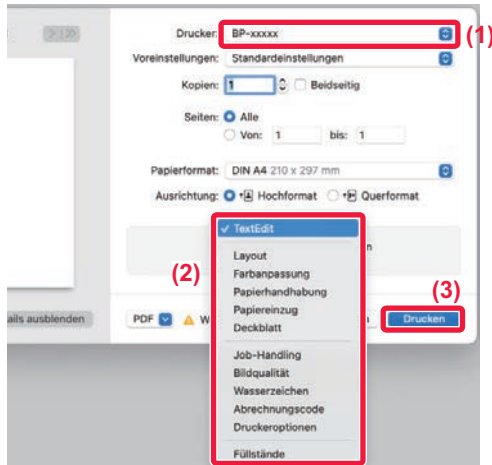 Drucker: BP-xxxxx
(1)
Voreinstellungen: Standardeinstellungen
Kopien: 1 Beidseitig
Seiten: Alle
Von: 1 bis: 1
Papierformat: DIN A4 210 x 297 mm
Ausrichtung: Hochformat Querformat
✓ TextEdit
n
Layout
(2)
Farbanpassung
Papierhandhabung
(3)
Papiereinzug
ails ausblenden PDF W n Drucken
Deckblatt
Job-Handling
Bildqualität
Wasserzeichen
Abrechnungscode
Druckeroptionen
Füllstände